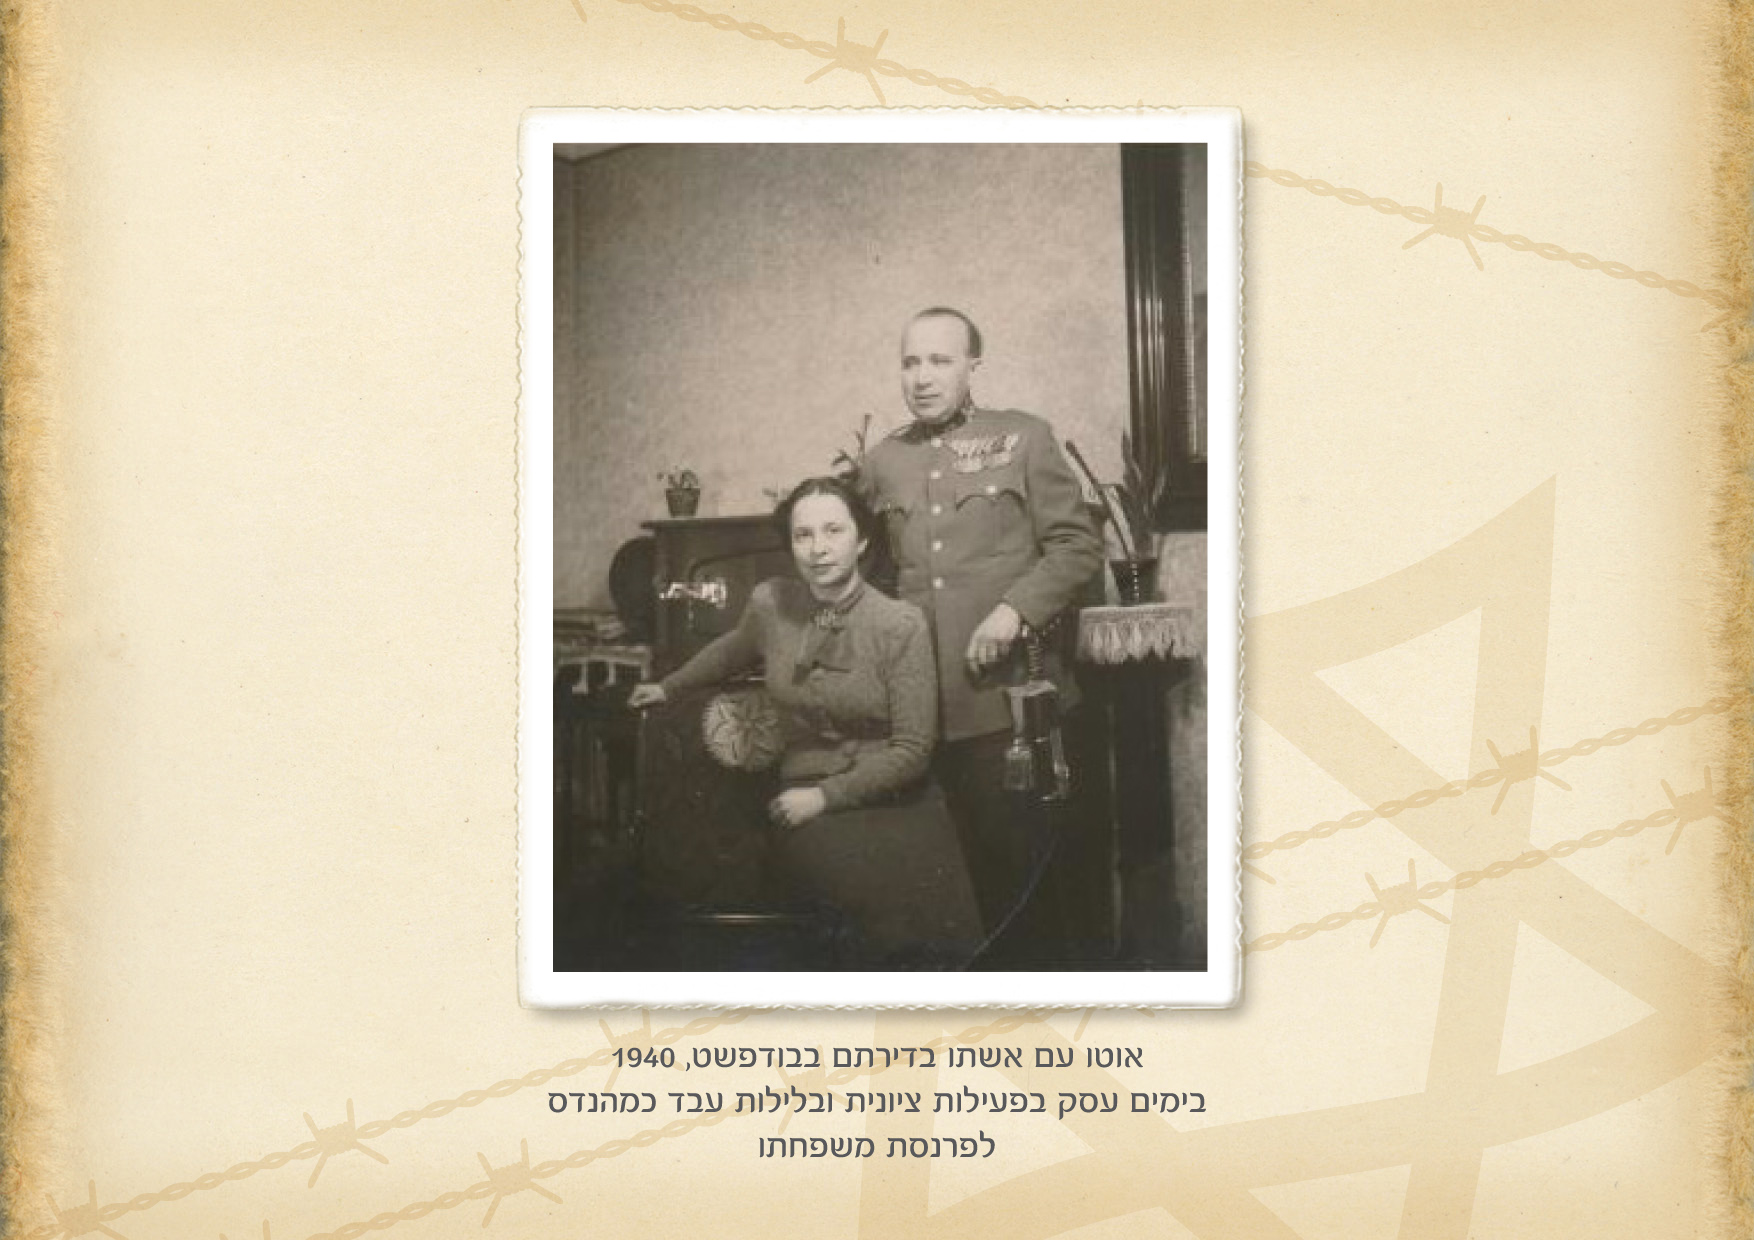 אוטו עם אשתו בדירתם בבודפשט, 1940
בימים עסק בפעילות ציונית ובלילות עבד כמהנדס
לפרנסת משפחתו